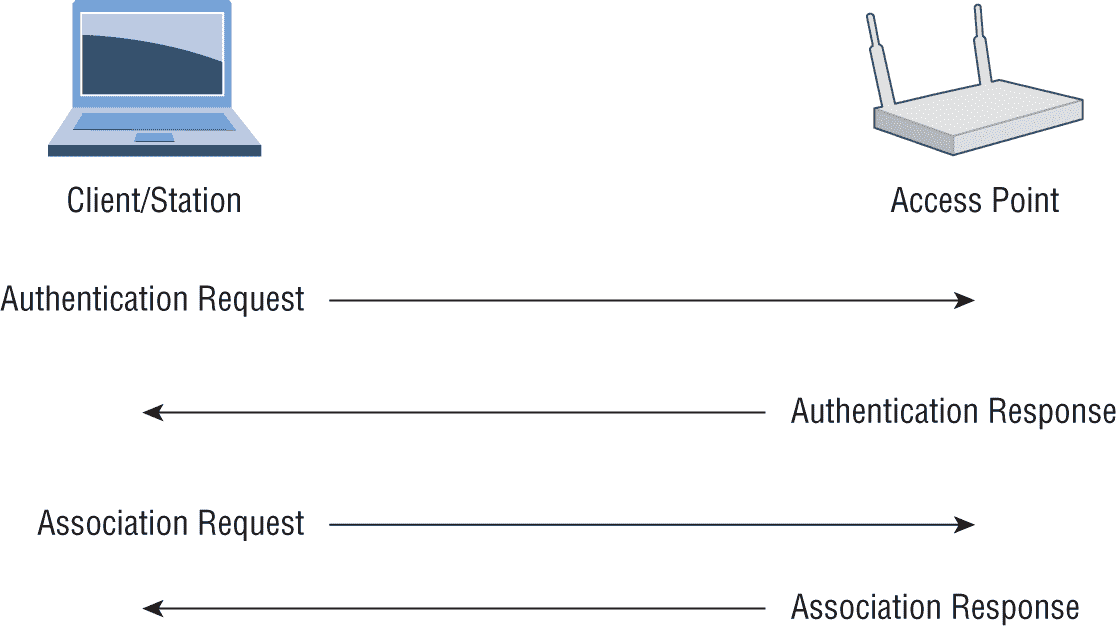 Client/Station
Access Point
Authentication Request
Authentication Response
Association Request
Association Response